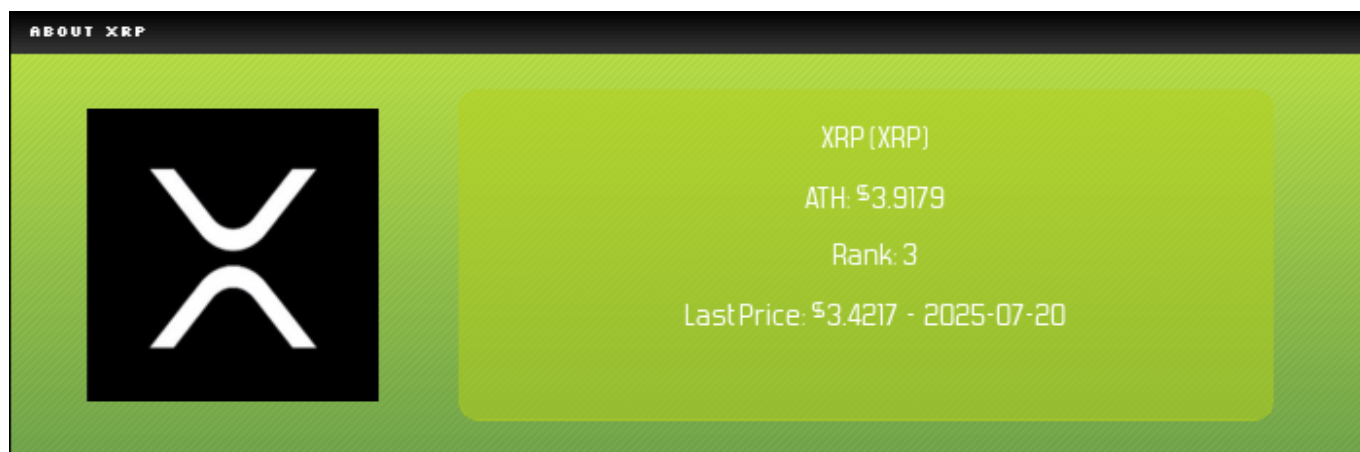 ABOUT XRP
XRP (XRP)
ATH: $3.9179
Rank: 3
Last Price: $3.4217 - 2025-07-20